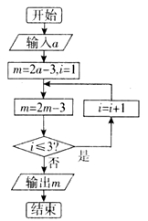 开始
输入a
m=2a-3,i=1
m=2m-3
i=i+1
i≤3?
是
否
输出m
结束